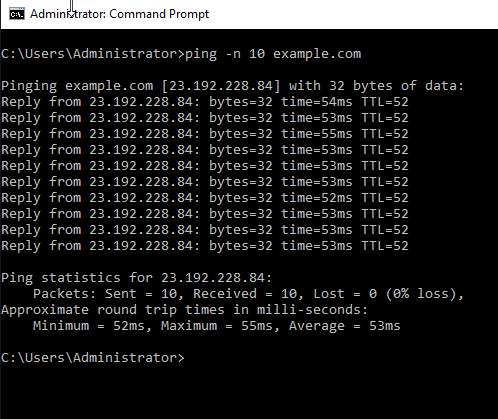 Administrator: Command Prompt
C:\Users\Administrator>ping -n 10 example.com
Pinging example.com [23.192.228.84] with 32 bytes of data:
Reply from 23.192.228.84: bytes=32 time=54ms TTL=52
Reply from 23.192.228.84: bytes=32 time=53ms TTL=52
Reply from 23.192.228.84: bytes=32 time=55ms TTL=52
Reply from 23.192.228.84: bytes=32 time=53ms TTL=52
Reply from 23.192.228.84: bytes=32 time=53ms TTL=52
Reply from 23.192.228.84: bytes=32 time=53ms TTL=52
Reply from 23.192.228.84: bytes=32 time=52ms TTL=52
Reply from 23.192.228.84: bytes=32 time=53ms TTL=52
Reply from 23.192.228.84: bytes=32 time=53ms TTL=52
Reply from 23.192.228.84: bytes=32 time=53ms TTL=52
Ping statistics for 23.192.228.84:
    Packets: Sent = 10, Received = 10, Lost = 0 (0% loss),
Approximate round trip times in milli-seconds:
    Minimum = 52ms, Maximum = 55ms, Average = 53ms
C:\Users\Administrator>